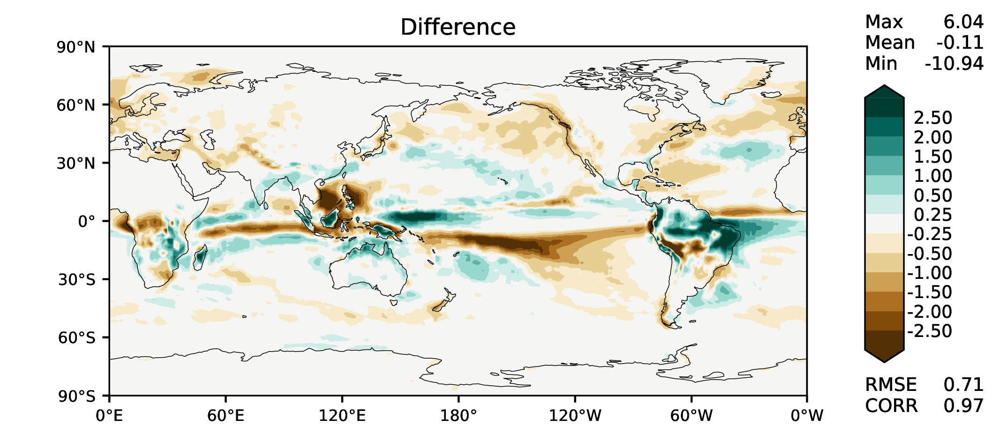 Difference
Max 6.04
Mean -0.11
Min -10.94
90°N
60°N
30°N
0°
30°S
60°S
90°S
0°E 60°E 120°E 180° 120°W 60°W 0°W
2.50
2.00
1.50
1.00
0.50
0.25
-0.25
-0.50
-1.00
-1.50
-2.00
-2.50
RMSE 0.71
CORR 0.97